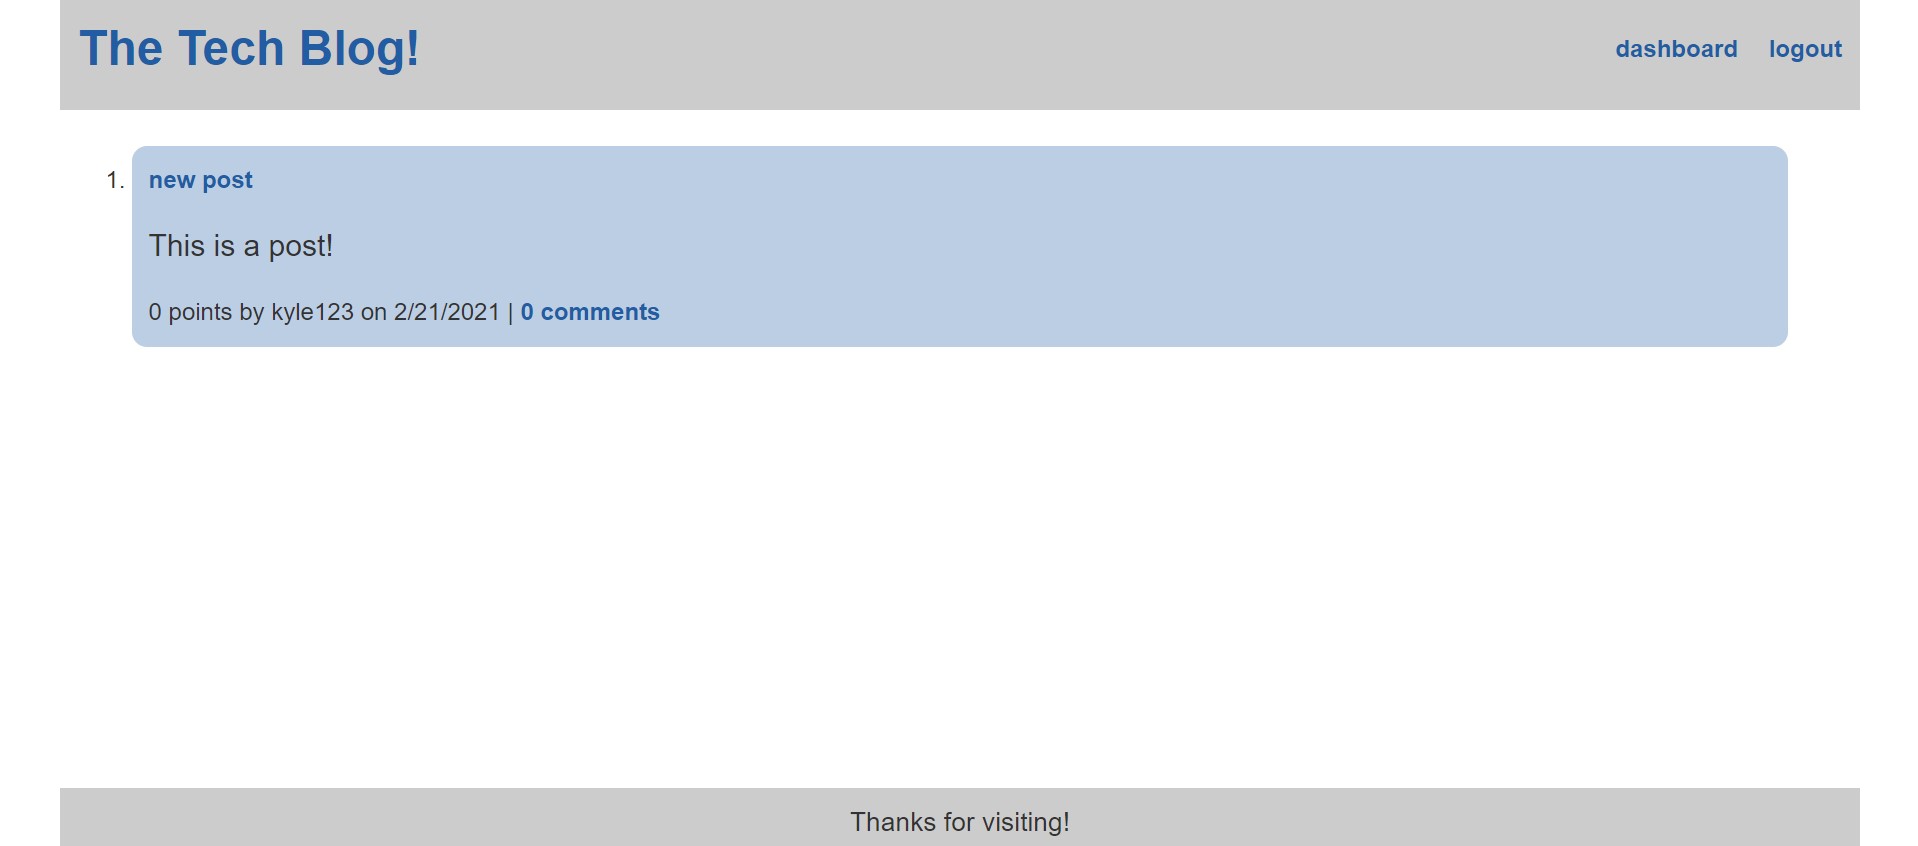 The Tech Blog!
dashboard logout
1. new post
This is a post!
0 points by kyle123 on 2/21/2021 | 0 comments
Thanks for visiting!